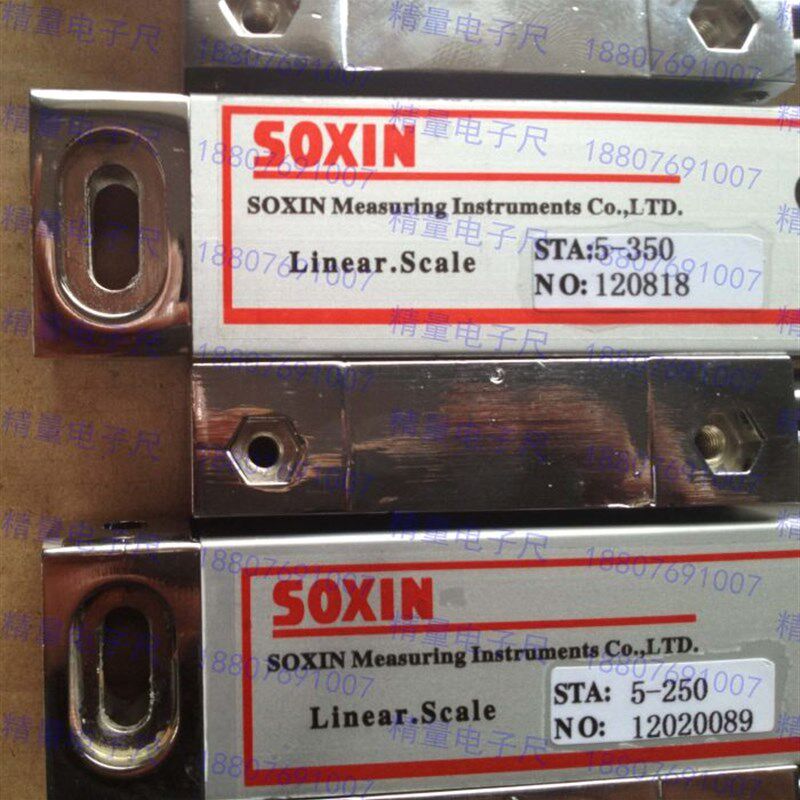 SOXIN
SOXIN Measuring Instruments Co.,LTD.
Linear.Scale
STA:5-350
NO:120818
SOXIN
SOXIN Measuring Instruments Co.,LTD.
Linear.Scale
STA: 5-250
NO: 12020089
精量电子尺 18807691007